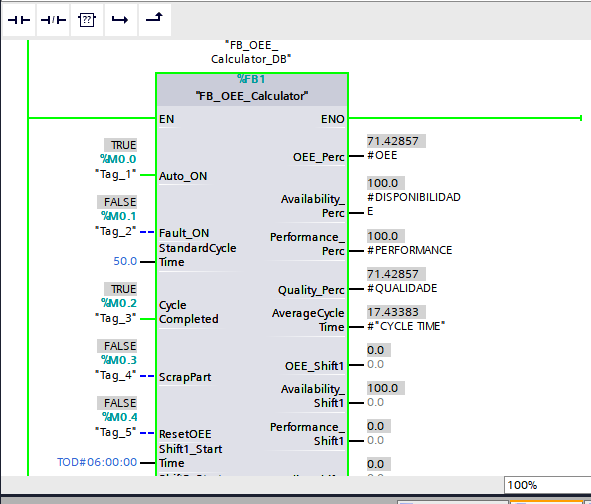 ??
"FB_OEE_
Calculator_DB"
%FB1
"FB_OEE_Calculator"
EN
ENO
TRUE
%M0.0
"Tag_1"
Auto_ON
FALSE
%M0.1
"Tag_2"
Fault_ON
StandardCycle
Time
50.0
TRUE
%M0.2
"Tag_3"
Cycle
Completed
FALSE
%M0.3
"Tag_4"
ScrapPart
FALSE
%M0.4
"Tag_5"
ResetOEE
Shift1_Start
Time
TOD#06:00:00
OEE_Perc
71.42857
#OEE
Availability_
Perc
100.0
#DISPONIBILIDAD
E
Performance_
Perc
100.0
#PERFORMANCE
Quality_Perc
71.42857
#QUALIDADE
AverageCycle
Time
17.43383
#"CYCLE TIME"
OEE_Shift1
0.0
0.0
Availability_
Shift1
100.0
0.0
Performance_
Shift1
0.0
0.0
0.0
100%